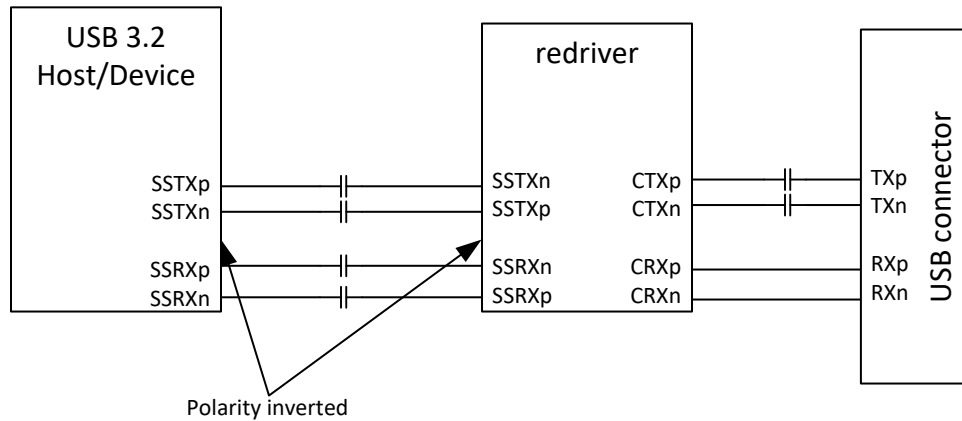 USB 3.2
Host/Device
SSTXp
SSTXn
SSRXp
SSRXn
redriver
SSTXn
SSTXp
SSRXn
SSRXp
CTXp
CTXn
CRXp
CRXn
TXp
TXn
RXp
RXn
USB connector
Polarity inverted